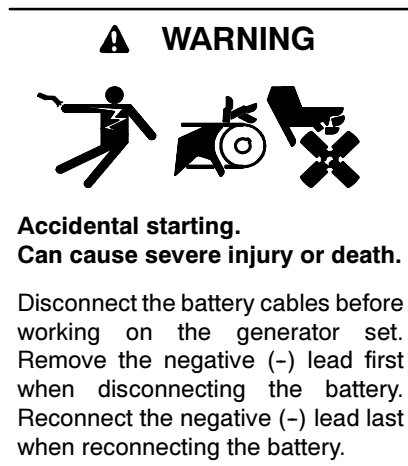 WARNING
Accidental starting.
Can cause severe injury or death.
Disconnect the battery cables before
working on the generator set.
Remove the negative (–) lead first
when disconnecting the battery.
Reconnect the negative (–) lead last
when reconnecting the battery.